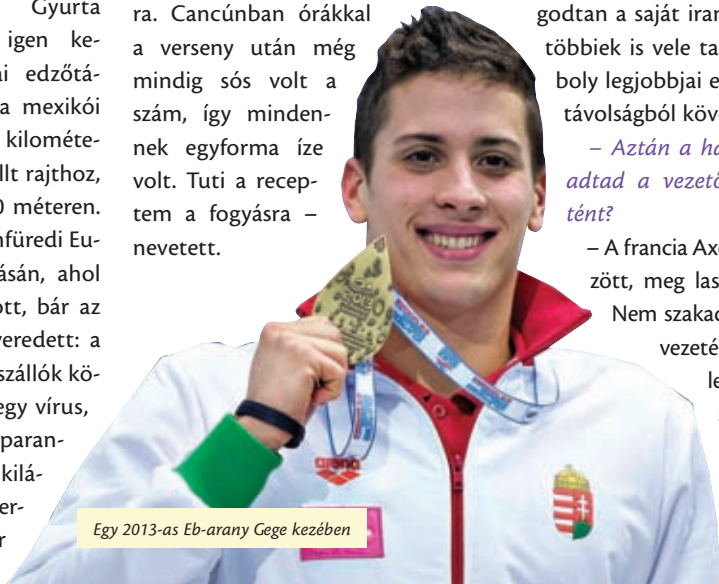 Gyurta
igen ke-
ai edzőtá-
a mexikói
kilométe-
llt rajthoz,
0 méteren.
nfüredi Eu-
ásán, ahol
ott, bár az
veredett: a
szállók kö-
egy vírus,
paran-
kilá-
er-
r
ra. Cancúnban órákkal
a verseny után még
mindig sós volt a
szám, így minden-
nek egyforma íze
volt. Tuti a recep-
tem a fogyásra –
nevetett.
godtan a saját iran
többiek is vele ta
boly legjobbjai e
távolságból köve
– Aztán a ha
adtad a vezető
tént?
– A francia Axe
zött, meg las
Nem szakad
vezeté
le
arena
Egy 2013-as Eb-arany Gege kezében